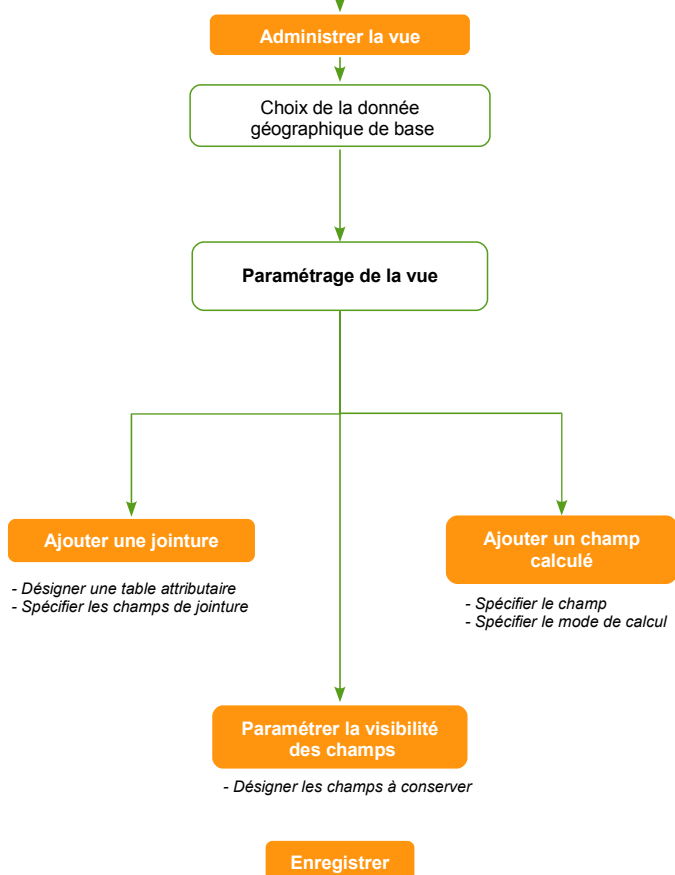 Administrer la vue
Choix de la donnée
géographique de base
Paramétrage de la vue
Ajouter une jointure
- Désigner une table attributaire
- Spécifier les champs de jointure
Ajouter un champ
calculé
- Spécifier le champ
- Spécifier le mode de calcul
Paramétrer la visibilité
des champs
- Désigner les champs à conserver
Enregistrer